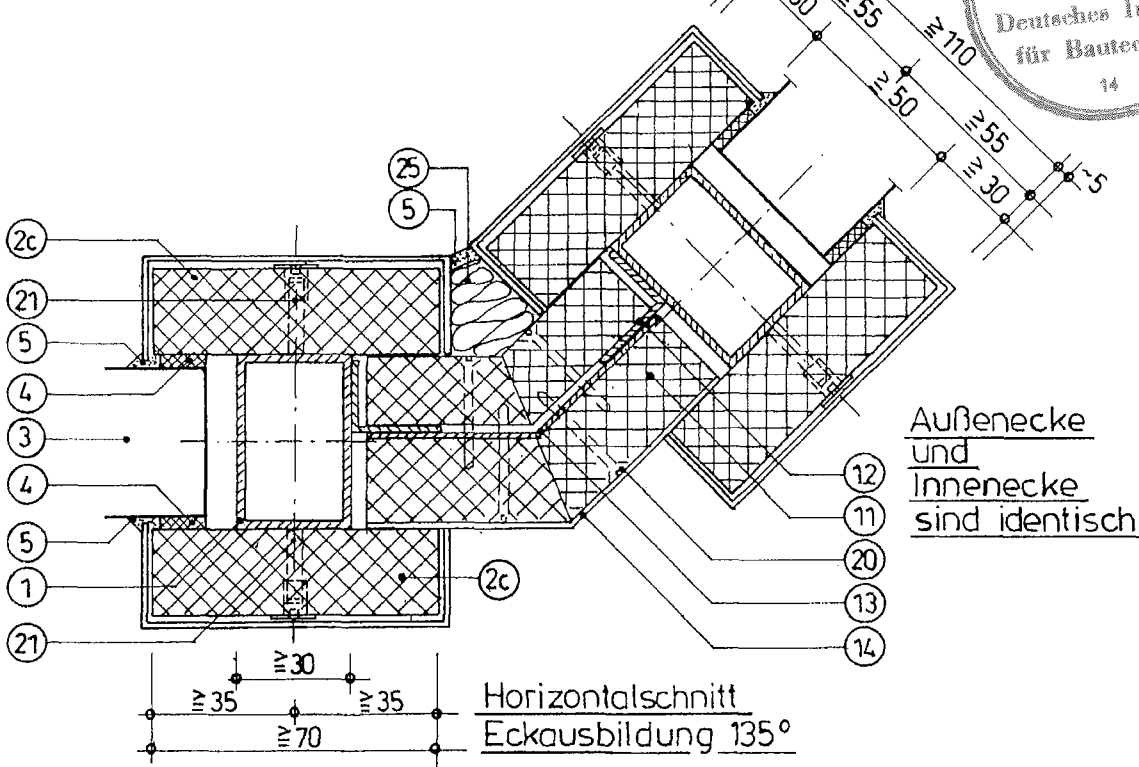 Deutsches
für
14
≧110
≧55
≧50
≧55
≧30
~5
25
5
2c
21
5
4
3
4
5
1
21
2c
12
11
20
13
14
Außenecke
und
Innenecke
sind identisch
≧30
≧35 ≧35
≧70
Horizontalschnitt
Eckausbildung 135°